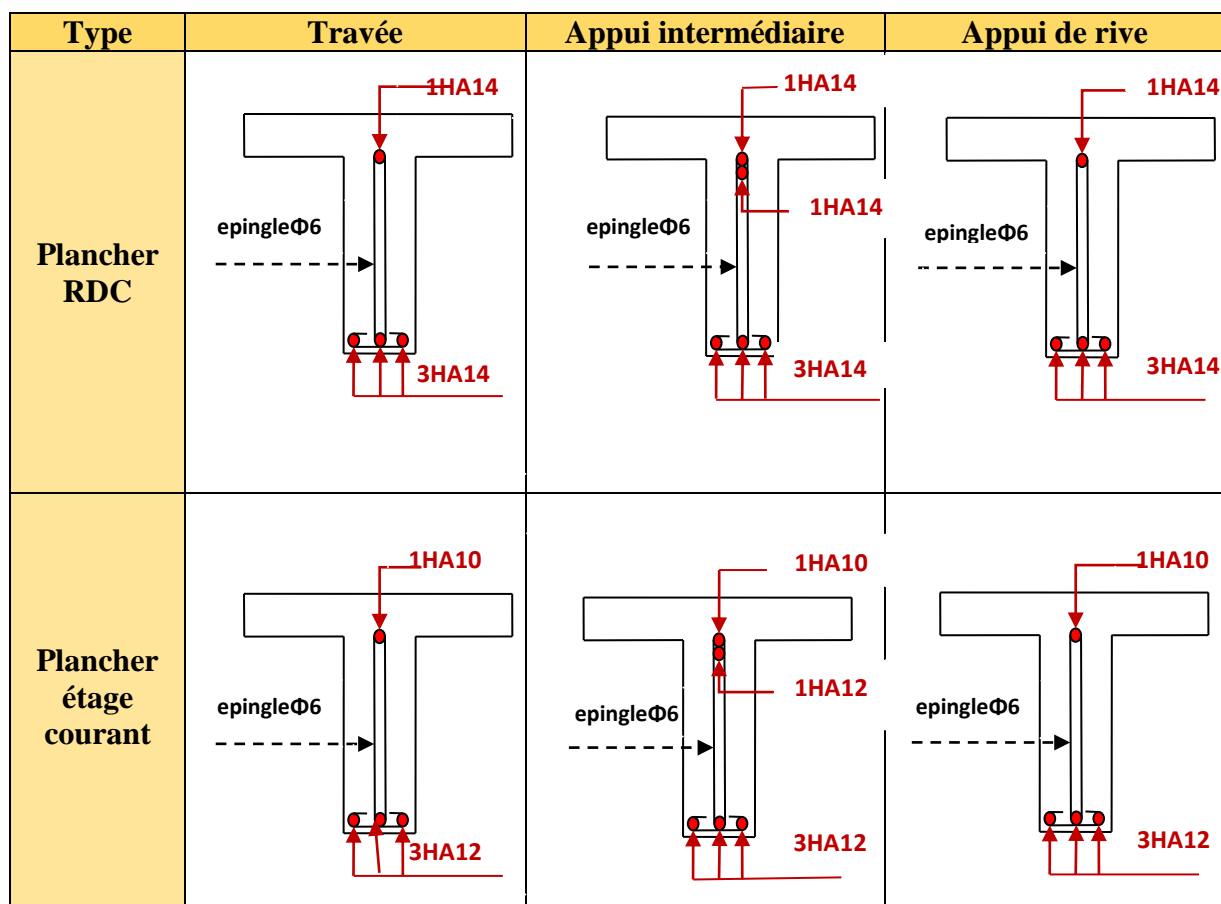 Type Travée Appui intermédiaire Appui de rive
Plancher
RDC
1HA14
epingleΦ6
3HA14
1HA14
1HA14
epingleΦ6
3HA14
1HA14
epingleΦ6
3HA14
Plancher
étage
courant
1HA10
epingleΦ6
3HA12
1HA10
1HA12
epingleΦ6
3HA12
1HA10
epingleΦ6
3HA12